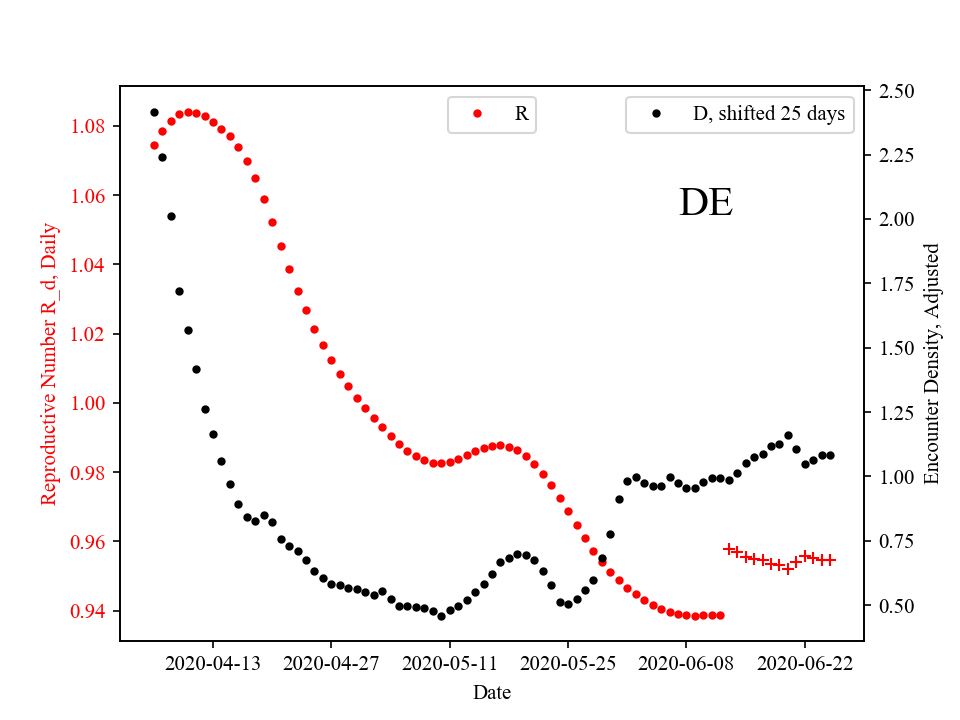 R
D, shifted 25 days
DE
Reproductive Number R_d, Daily
1.08
1.06
1.04
1.02
1.00
0.98
0.96
0.94
2.50
2.25
2.00
1.75
1.50
1.25
1.00
0.75
0.50
Encounter Density, Adjusted
2020-04-13 2020-04-27 2020-05-11 2020-05-25 2020-06-08 2020-06-22
Date